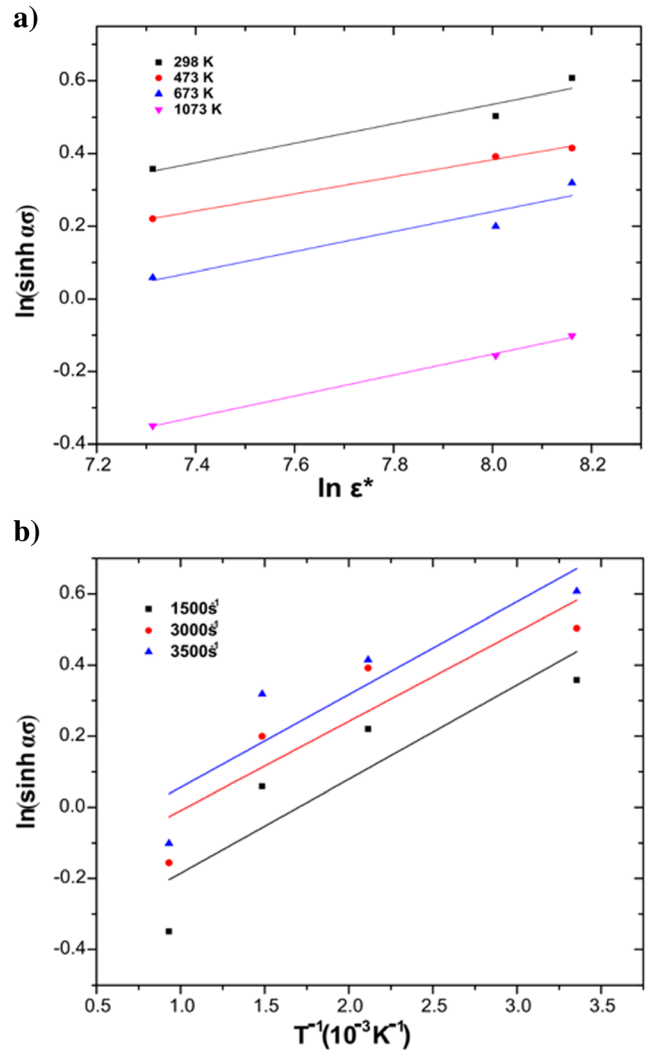 a)
298 K
473 K
673 K
1073 K
ln(sinh ασ)
0.6
0.4
0.2
0.0
-0.2
-0.4
7.2
7.4
7.6
7.8
8.0
8.2
ln ε*
b)
1500s⁻¹
3000s⁻¹
3500s⁻¹
ln(sinh ασ)
0.6
0.4
0.2
0.0
-0.2
-0.4
0.5
1.0
1.5
2.0
2.5
3.0
3.5
T⁻¹(10⁻³K⁻¹)